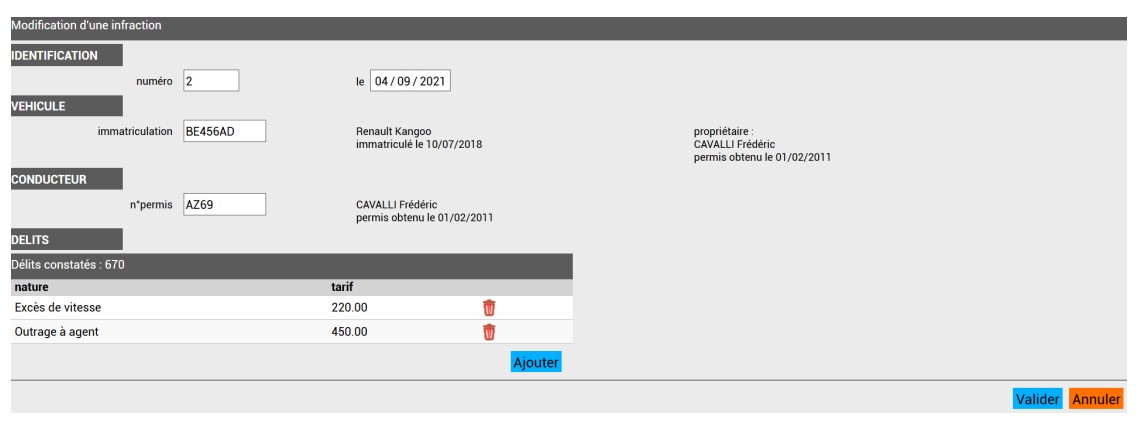 Modification d'une infraction
IDENTIFICATION
numéro 2 le 04 / 09 / 2021
VEHICULE
immatriculation BE456AD Renault Kangoo propriétaire :
immatriculé le 10/07/2018 CAVALLI Frédéric
permis obtenu le 01/02/2011
CONDUCTEUR
n°permis AZ69 CAVALLI Frédéric
permis obtenu le 01/02/2011
DELITS
Délits constatés : 670
nature tarif
Excès de vitesse 220.00
Outrage à agent 450.00
Ajouter
Valider Annuler